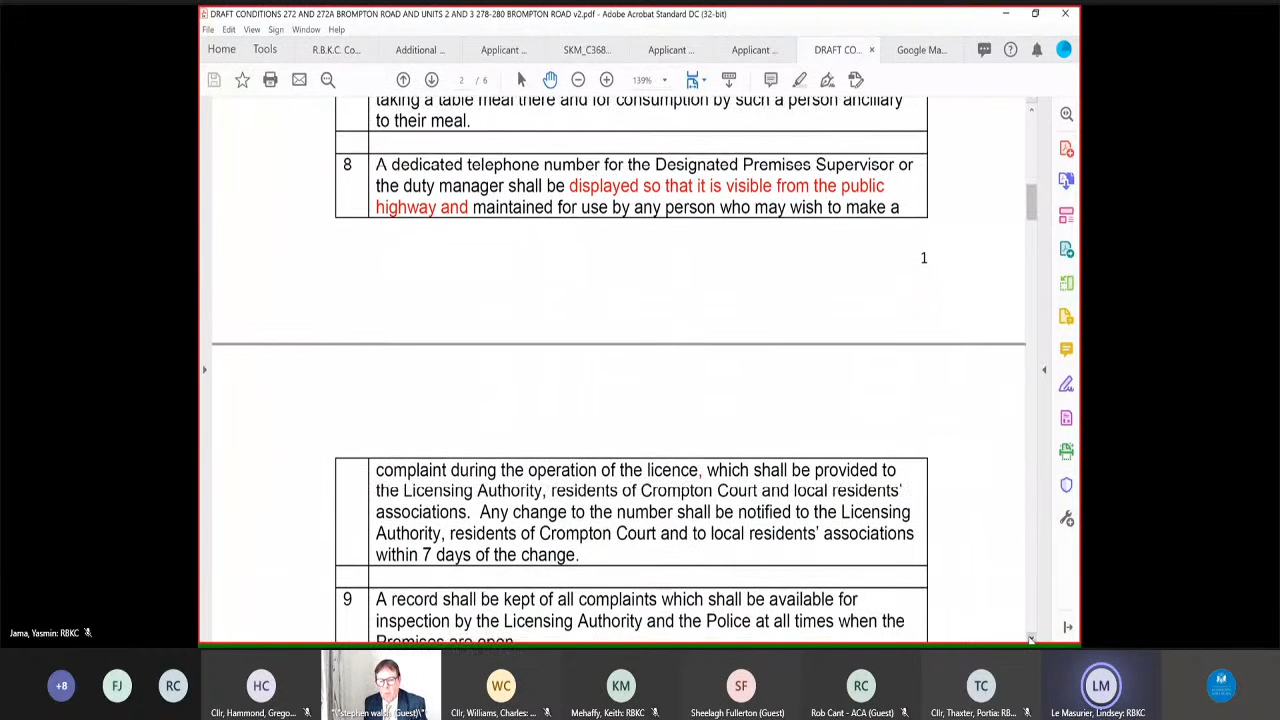 DRAFT CONDITIONS 272 AND 272A BROMPTON ROAD AND UNITS 2 AND 3 278-280 BROMPTON ROAD v2.pdf - Adobe Acrobat Standard DC (32-bit)
File Edit View Sign Window Help
Home Tools R.B.K.C. Co... Additional ... Applicant ... SKM_C368... Applicant ... Applicant ... DRAFT CO... × Google Ma...
2 / 6 139%
taking a table meal there and for consumption by such a person ancillary
to their meal.
8 A dedicated telephone number for the Designated Premises Supervisor or
the duty manager shall be displayed so that it is visible from the public
highway and maintained for use by any person who may wish to make a
1
complaint during the operation of the licence, which shall be provided to
the Licensing Authority, residents of Crompton Court and local residents'
associations. Any change to the number shall be notified to the Licensing
Authority, residents of Crompton Court and to local residents' associations
within 7 days of the change.
9 A record shall be kept of all complaints which shall be available for
inspection by the Licensing Authority and the Police at all times when the
Premises are open.
Jama, Yasmin: RBKC
+8 FJ RC HC WC KM SF RC TC LM
Cllr, Hammond, Grego... "\"stephen walsh (Guest)\"" Cllr, Williams, Charles: ... Mehaffy, Keith: RBKC Sheelagh Fullerton (Guest) Rob Cant - ACA (Guest) Cllr, Thaxter, Portia: RB... Le Masurier, Lindsey: RBKC